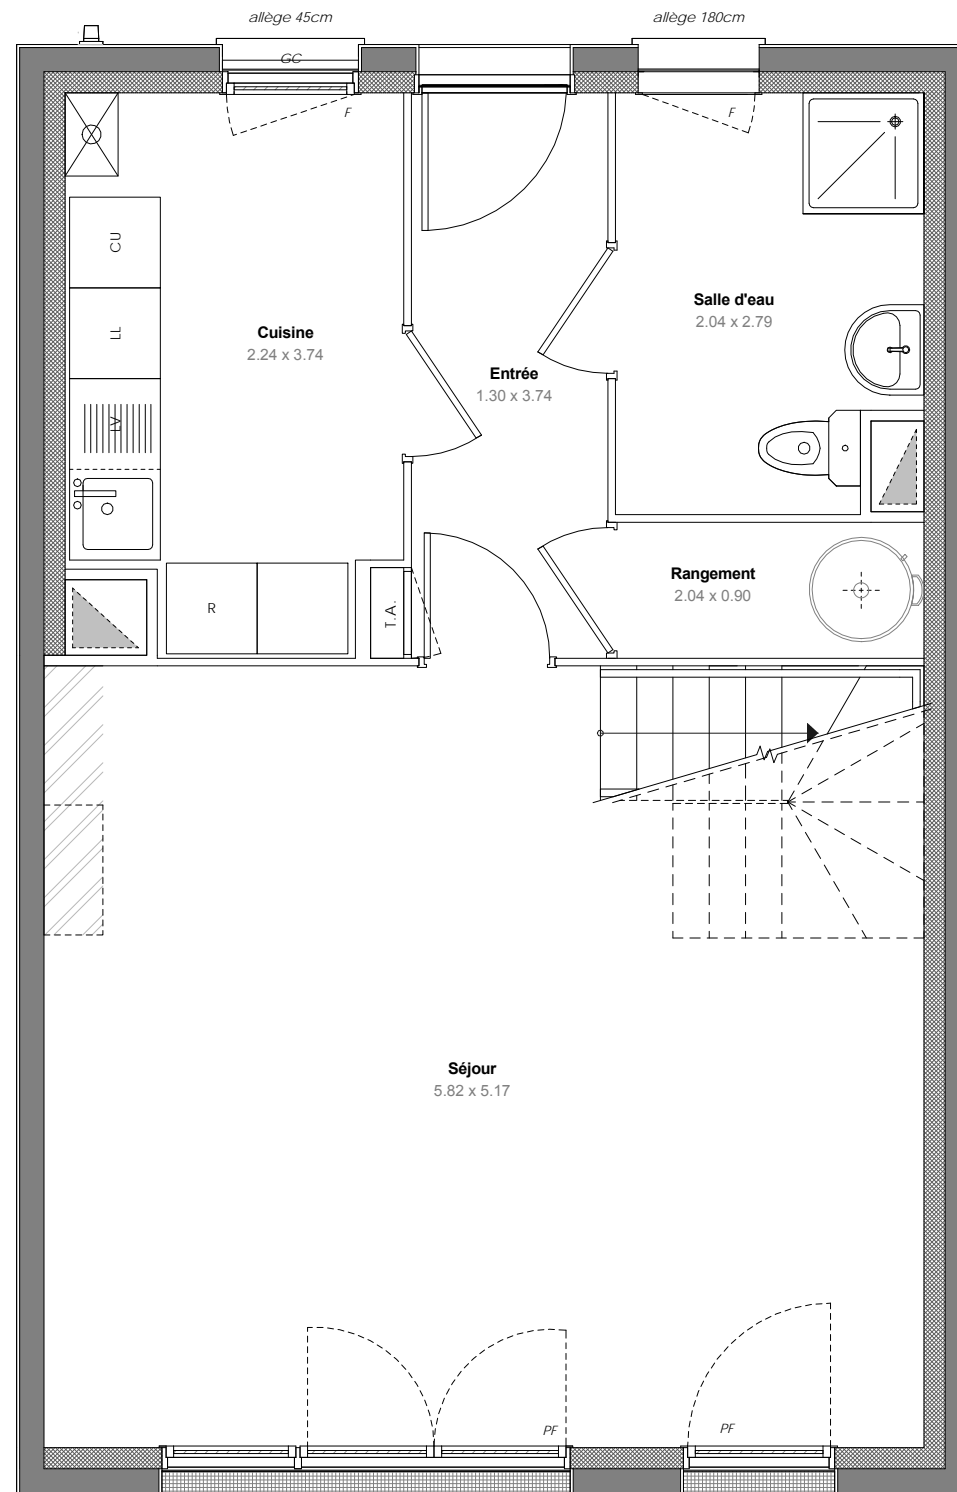 allège 45cm
allège 180cm
GC
F
F
CU
LL
LV
Cuisine
2.24 x 3.74
Entrée
1.30 x 3.74
Salle d'eau
2.04 x 2.79
Rangement
2.04 x 0.90
R
T.A.
Séjour
5.82 x 5.17
PF
PF